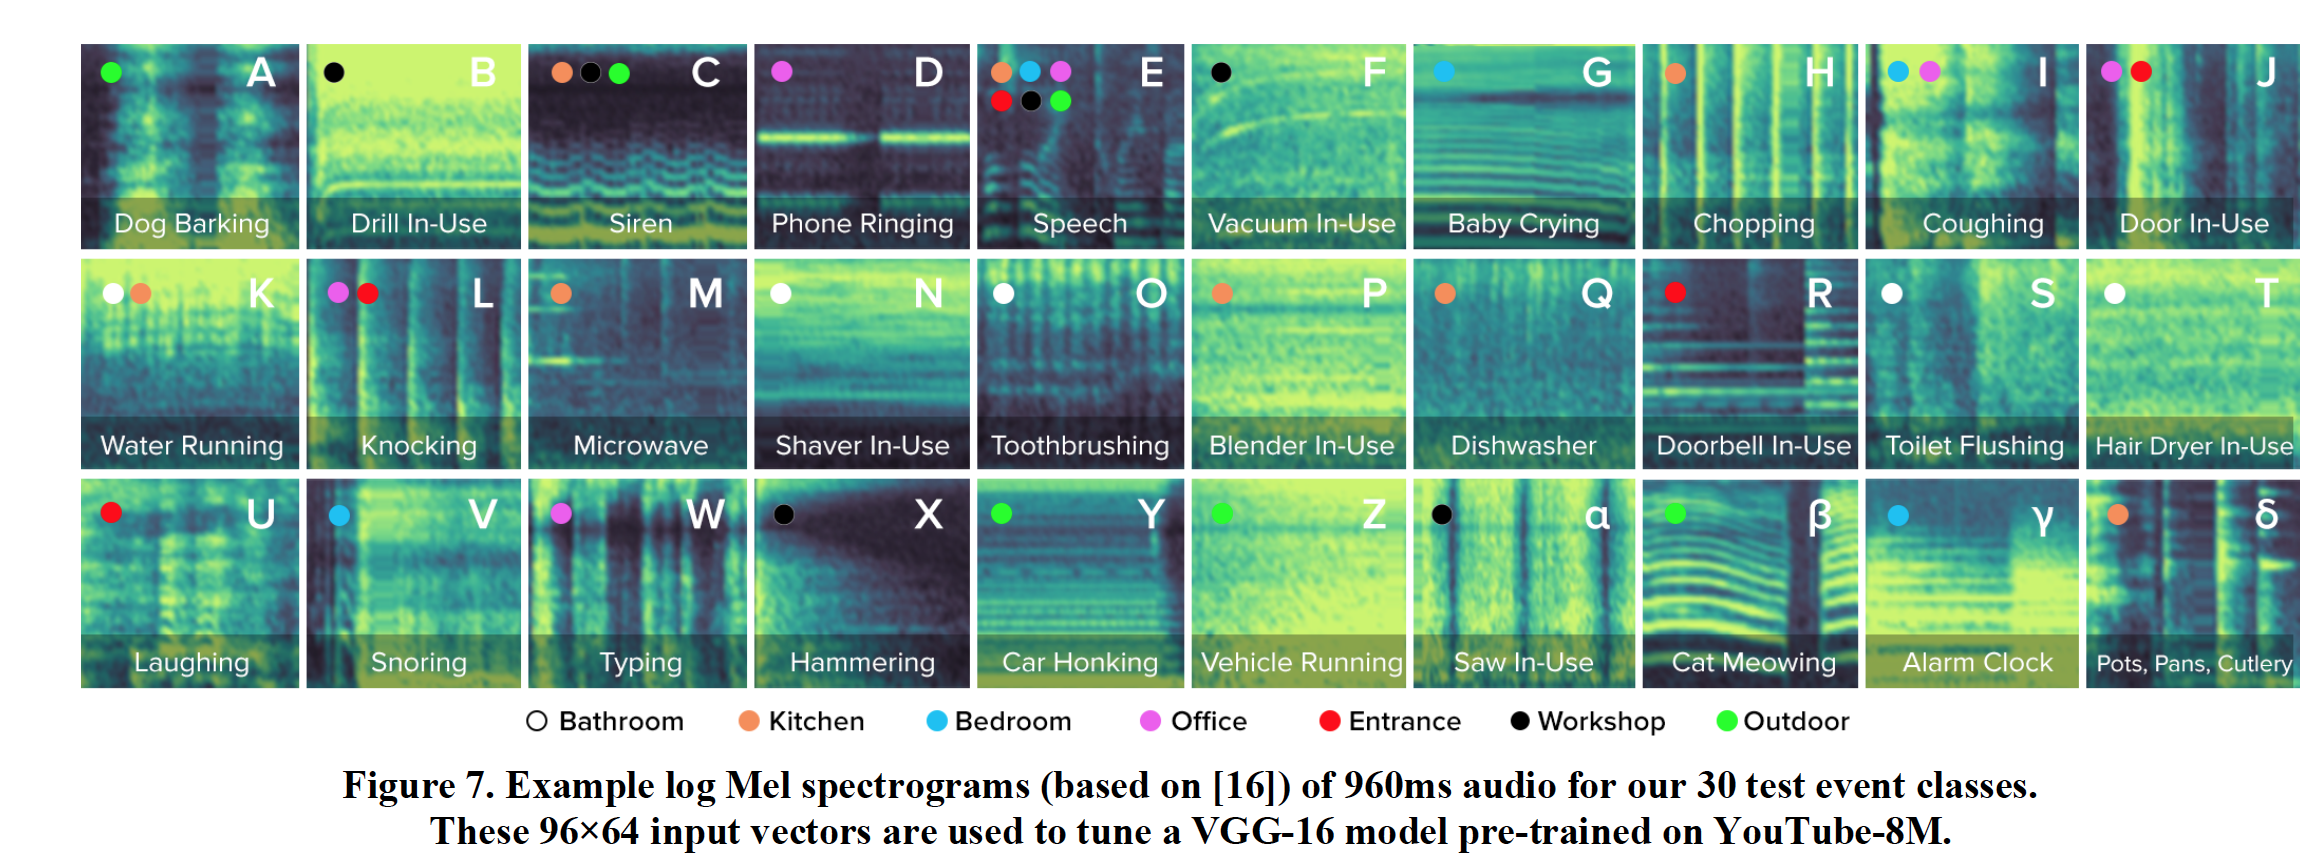 A B C D E F G H I J
Dog Barking Drill In-Use Siren Phone Ringing Speech Vacuum In-Use Baby Crying Chopping Coughing Door In-Use
K L M N O P Q R S T
Water Running Knocking Microwave Shaver In-Use Toothbrushing Blender In-Use Dishwasher Doorbell In-Use Toilet Flushing Hair Dryer In-Use
U V W X Y Z α β γ δ
Laughing Snoring Typing Hammering Car Honking Vehicle Running Saw In-Use Cat Meowing Alarm Clock Pots, Pans, Cutlery
Bathroom Kitchen Bedroom Office Entrance Workshop Outdoor
Figure 7. Example log Mel spectrograms (based on [16]) of 960ms audio for our 30 test event classes.
These 96×64 input vectors are used to tune a VGG-16 model pre-trained on YouTube-8M.